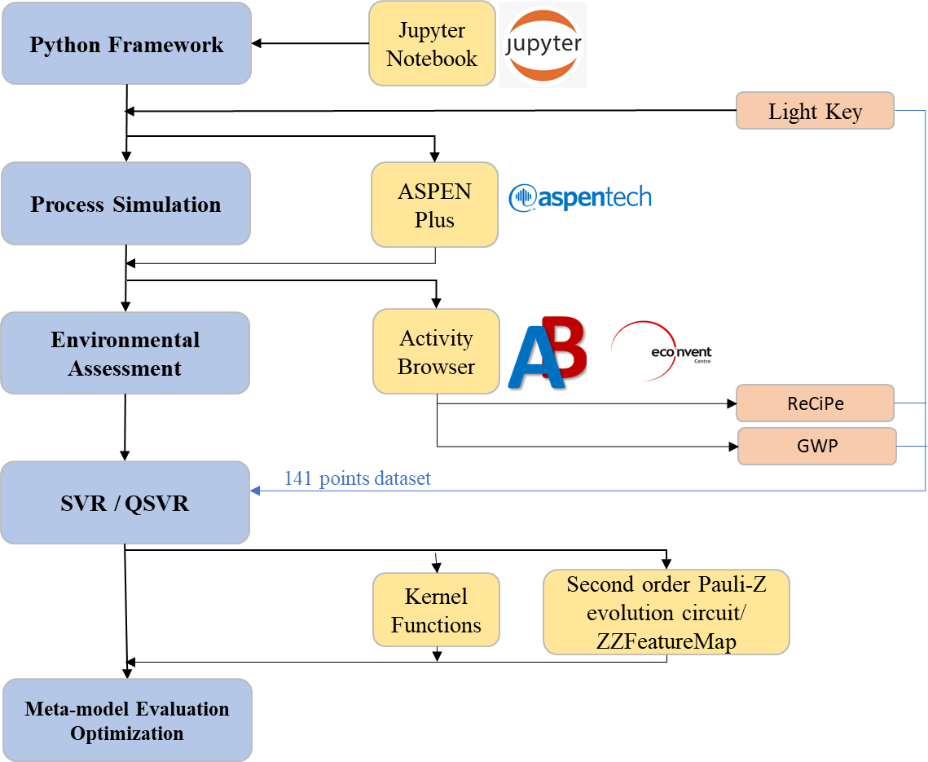 Python Framework
Jupyter
Notebook
jupyter
Light Key
Process Simulation
ASPEN
Plus
aspentech
Environmental
Assessment
Activity
Browser
AB
ecoinvent
Centre
ReCiPe
GWP
141 points dataset
SVR / QSVR
Kernel
Functions
Second order Pauli-Z
evolution circuit/
ZZFeatureMap
Meta-model Evaluation
Optimization